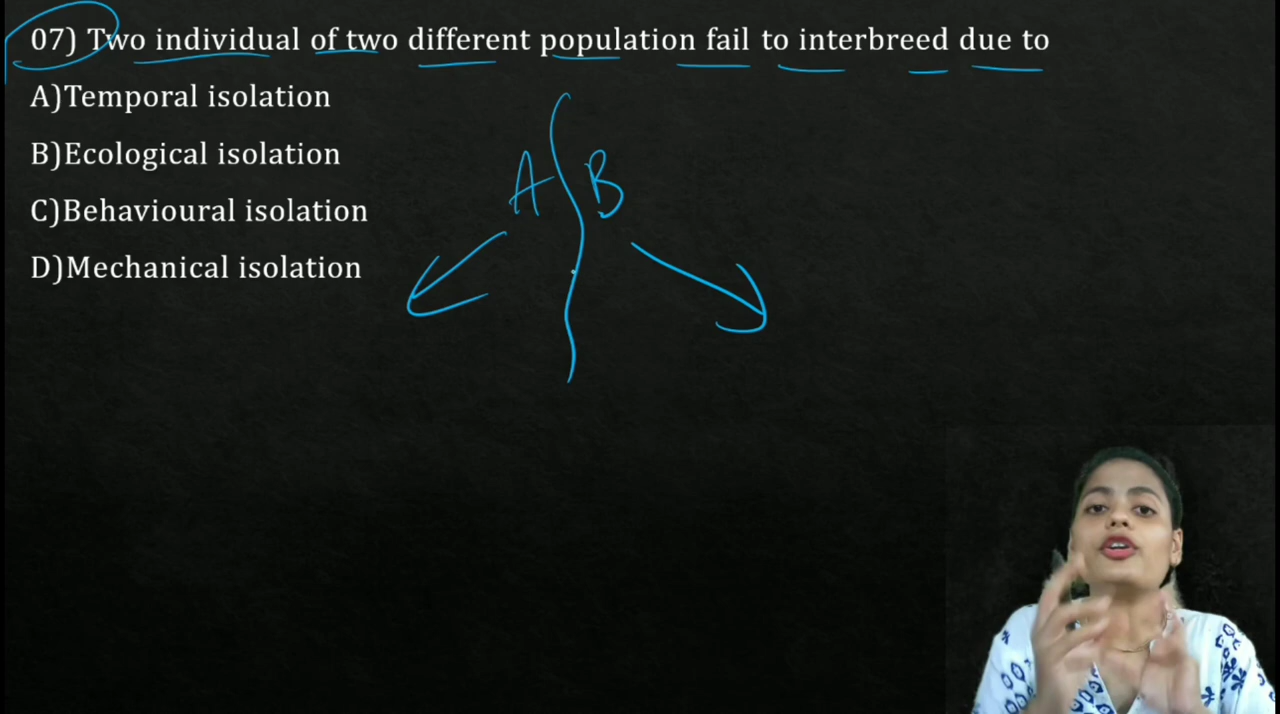 07) Two individual of two different population fail to interbreed due to
A)Temporal isolation
B)Ecological isolation
C)Behavioural isolation
D)Mechanical isolation
A B